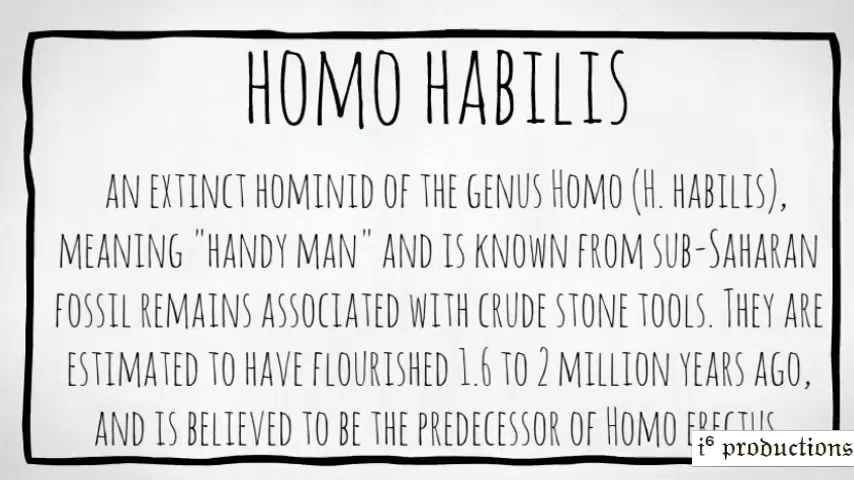 HOMO HABILIS
AN EXTINCT HOMINID OF THE GENUS HOMO (H. HABILIS),
MEANING "HANDY MAN" AND IS KNOWN FROM SUB-SAHARAN
FOSSIL REMAINS ASSOCIATED WITH CRUDE STONE TOOLS. THEY ARE
ESTIMATED TO HAVE FLOURISHED 1.6 TO 2 MILLION YEARS AGO,
AND IS BELIEVED TO BE THE PREDECESSOR OF HOMO ERECTUS
i⁶ productions